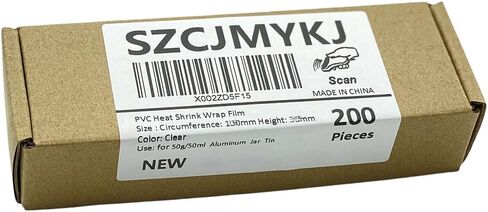 SZCJMYKJ
Scan
X002ZD5F15
MADE IN CHINA
PVC Heat Shrink Wrap Film
Size : Circumference: Height:
Color: Clear
Use: for 50g/50ml Aluminum Jar Tin
200
Pieces
NEW